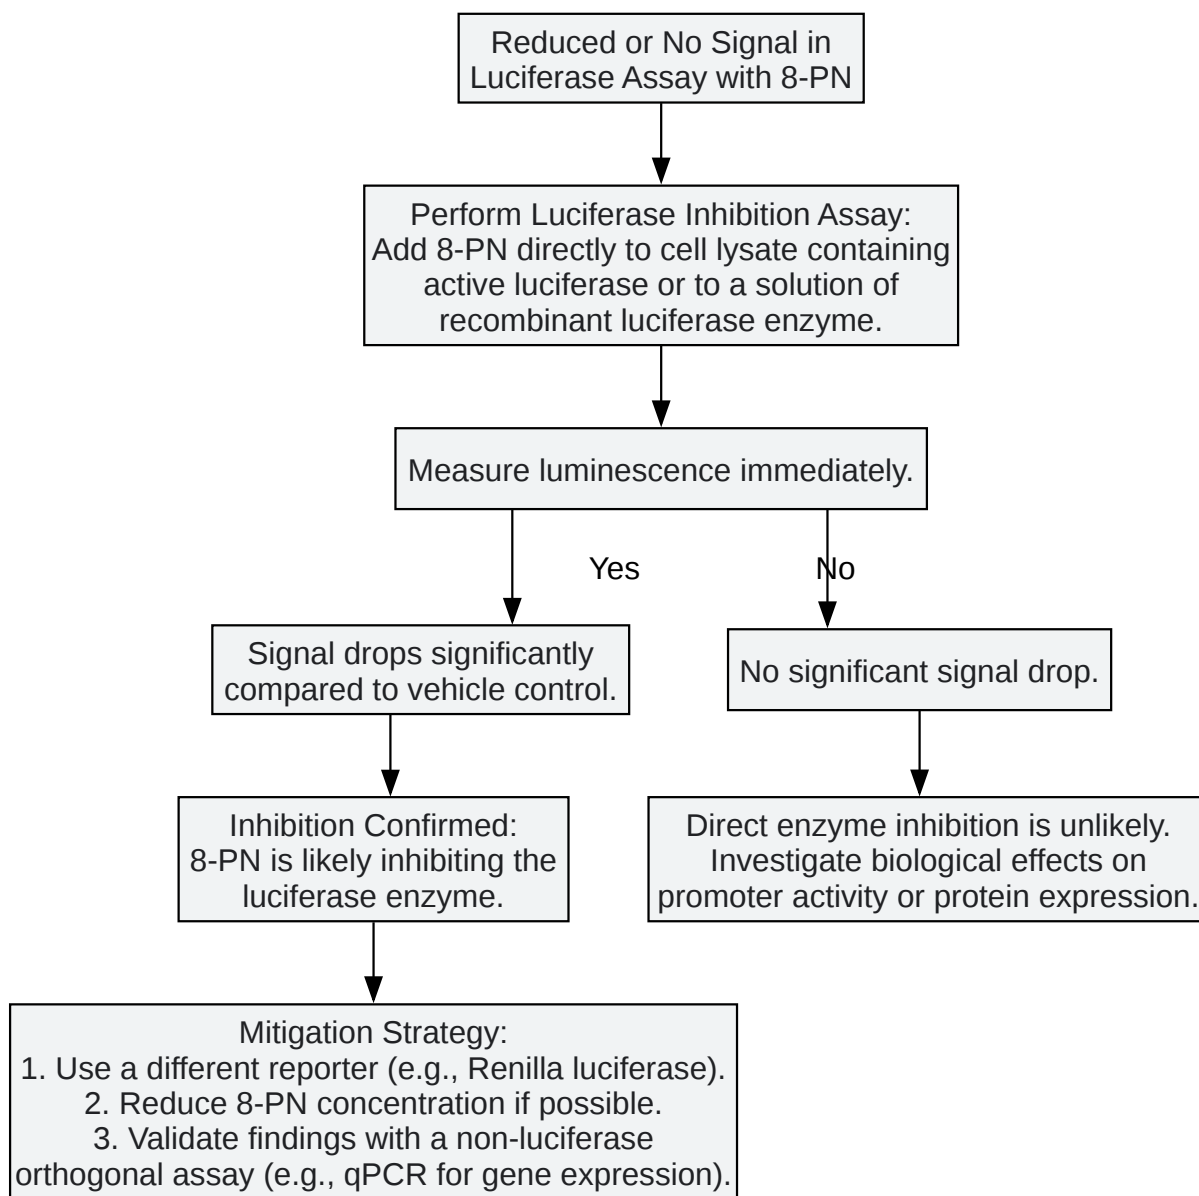 Reduced or No Signal in
Luciferase Assay with 8-PN
Perform Luciferase Inhibition Assay:
Add 8-PN directly to cell lysate containing
active luciferase or to a solution of
recombinant luciferase enzyme.
Measure luminescence immediately.
Yes
No
Signal drops significantly
compared to vehicle control.
No significant signal drop.
Inhibition Confirmed:
8-PN is likely inhibiting the
luciferase enzyme.
Direct enzyme inhibition is unlikely.
Investigate biological effects on
promoter activity or protein expression.
Mitigation Strategy:
1. Use a different reporter (e.g., Renilla luciferase).
2. Reduce 8-PN concentration if possible.
3. Validate findings with a non-luciferase
orthogonal assay (e.g., qPCR for gene expression).